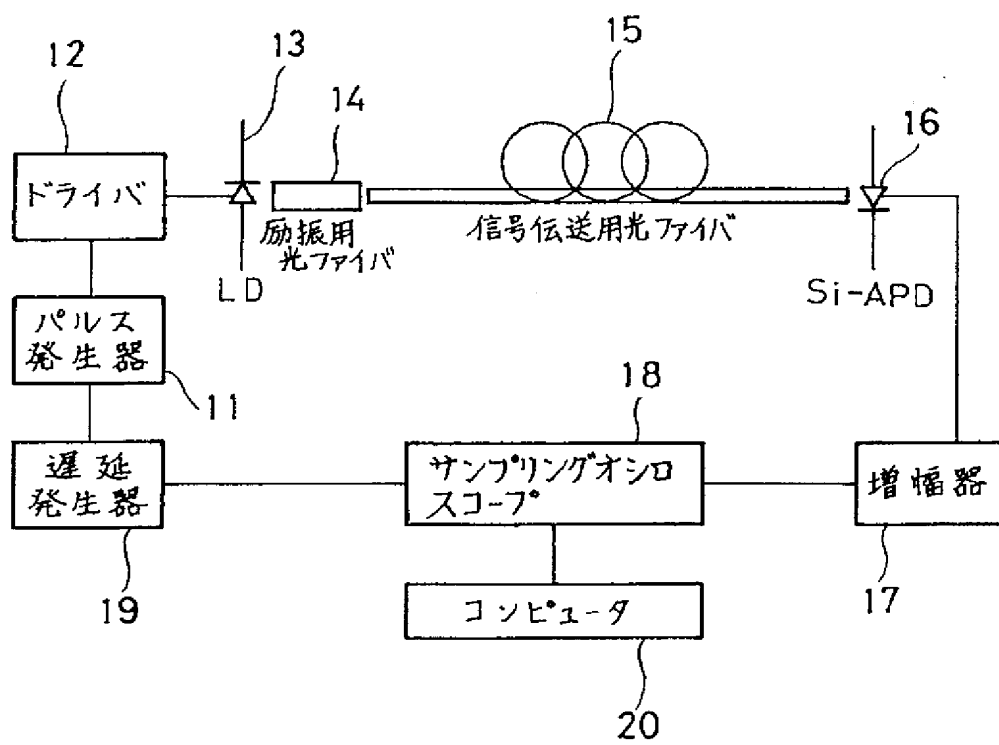 12
13
14
15
16
ドライバ
励振用
光ファイバ
信号伝送用光ファイバ
LD
Si-APD
パルス
発生器
11
18
遅延
発生器
サンプリングオシロ
スコープ
増幅器
19
17
コンピュータ
20